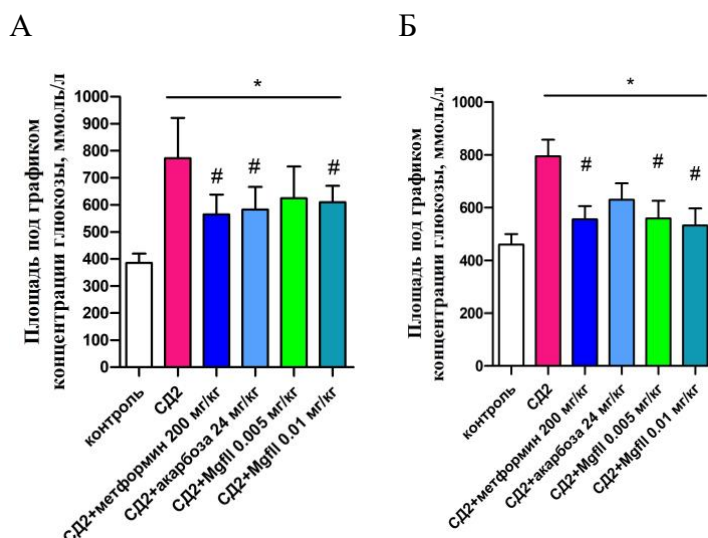 А
Площадь под графиком
концентрации глюкозы, ммоль/л
1000
900
800
700
600
500
400
300
200
100
0
*
#
#
#
контроль
СД2
СД2+метформин 200 мг/кг
СД2+акарбоза 24 мг/кг
СД2+MgfII 0.005 мг/кг
СД2+MgfII 0.01 мг/кг
Б
Площадь под графиком
концентрации глюкозы, ммоль/л
1000
800
600
400
200
0
*
#
#
#
контроль
СД2
СД2+метформин 200 мг/кг
СД2+акарбоза 24 мг/кг
СД2+MgfII 0.005 мг/кг
СД2+MgfII 0.01 мг/кг